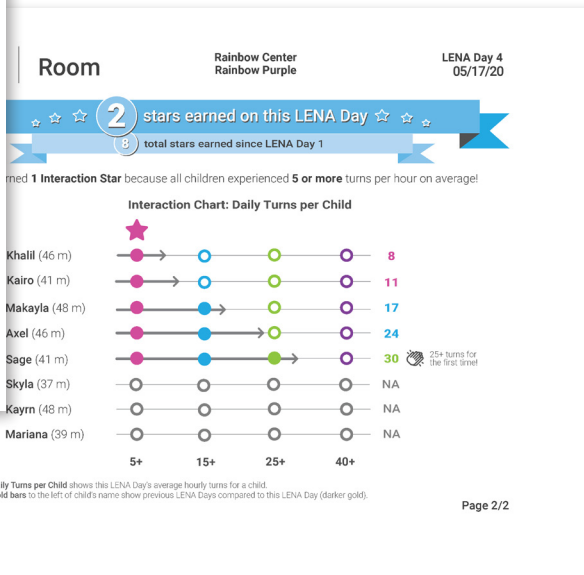 Room
Rainbow Center
Rainbow Purple
LENA Day 4
05/17/20
2 stars earned on this LENA Day
8 total stars earned since LENA Day 1
1 Interaction Star because all children experienced 5 or more turns per hour on average!
Interaction Chart: Daily Turns per Child
Khalil (46 m) 8
Kairo (41 m) 11
Makayla (48 m) 17
Axel (46 m) 24
Sage (41 m) 30 25+ turns for
the first time!
Skyla (37 m) NA
Kayrn (48 m) NA
Mariana (39 m) NA
5+ 15+ 25+ 40+
Turns per Child shows this LENA Day's average hourly turns for a child.
bars to the left of child's name show previous LENA Days compared to this LENA Day (darker gold).
Page 2/2